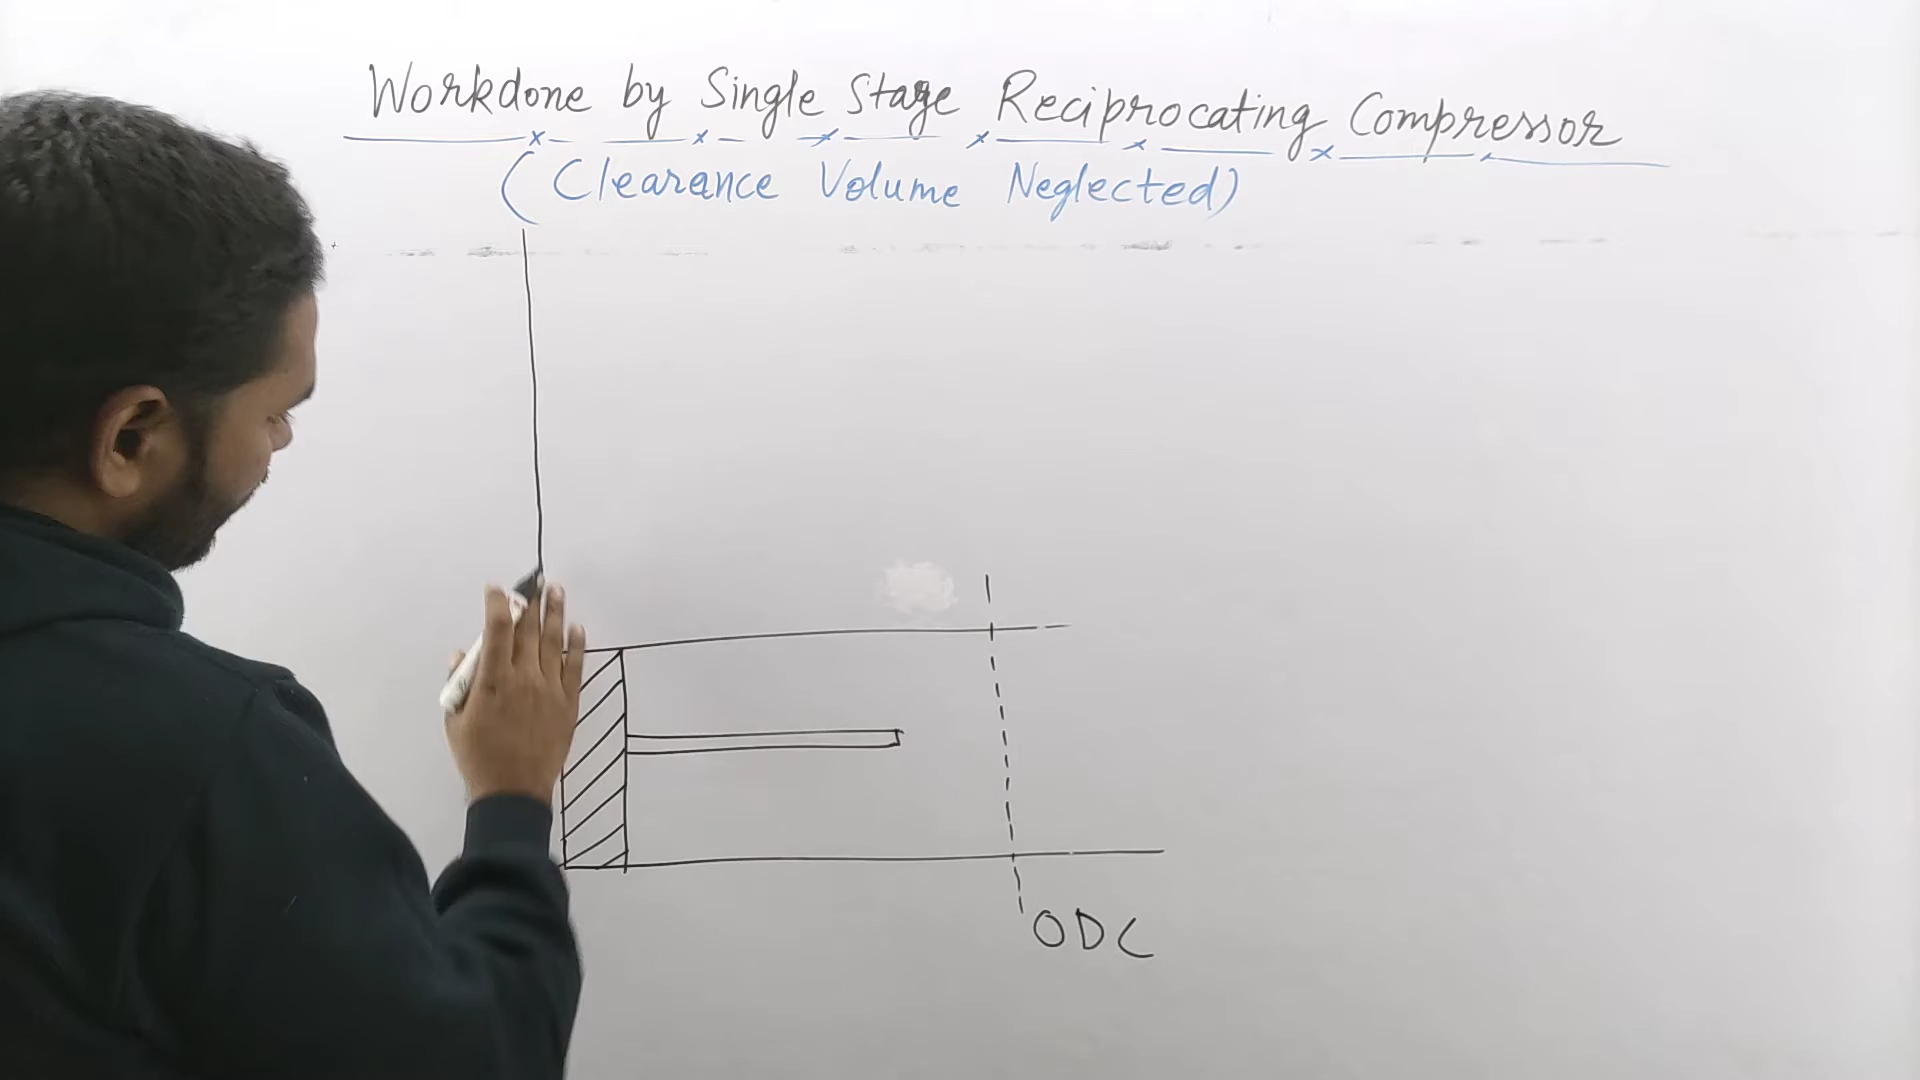 Workdone by Single Stage Reciprocating Compressor
(Clearance Volume Neglected)
ODC